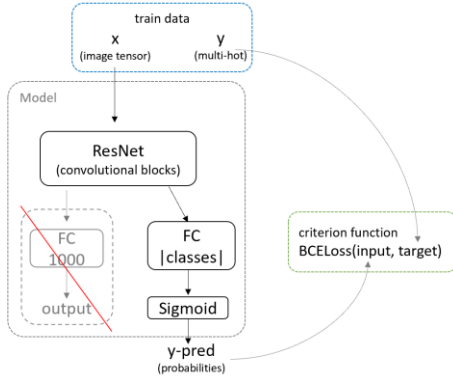 train data
x y
(image tensor) (multi-hot)
Model
ResNet
(convolutional blocks)
FC
1000
output
FC
|classes|
Sigmoid
y-pred
(probabilities)
criterion function
BCELoss(input, target)